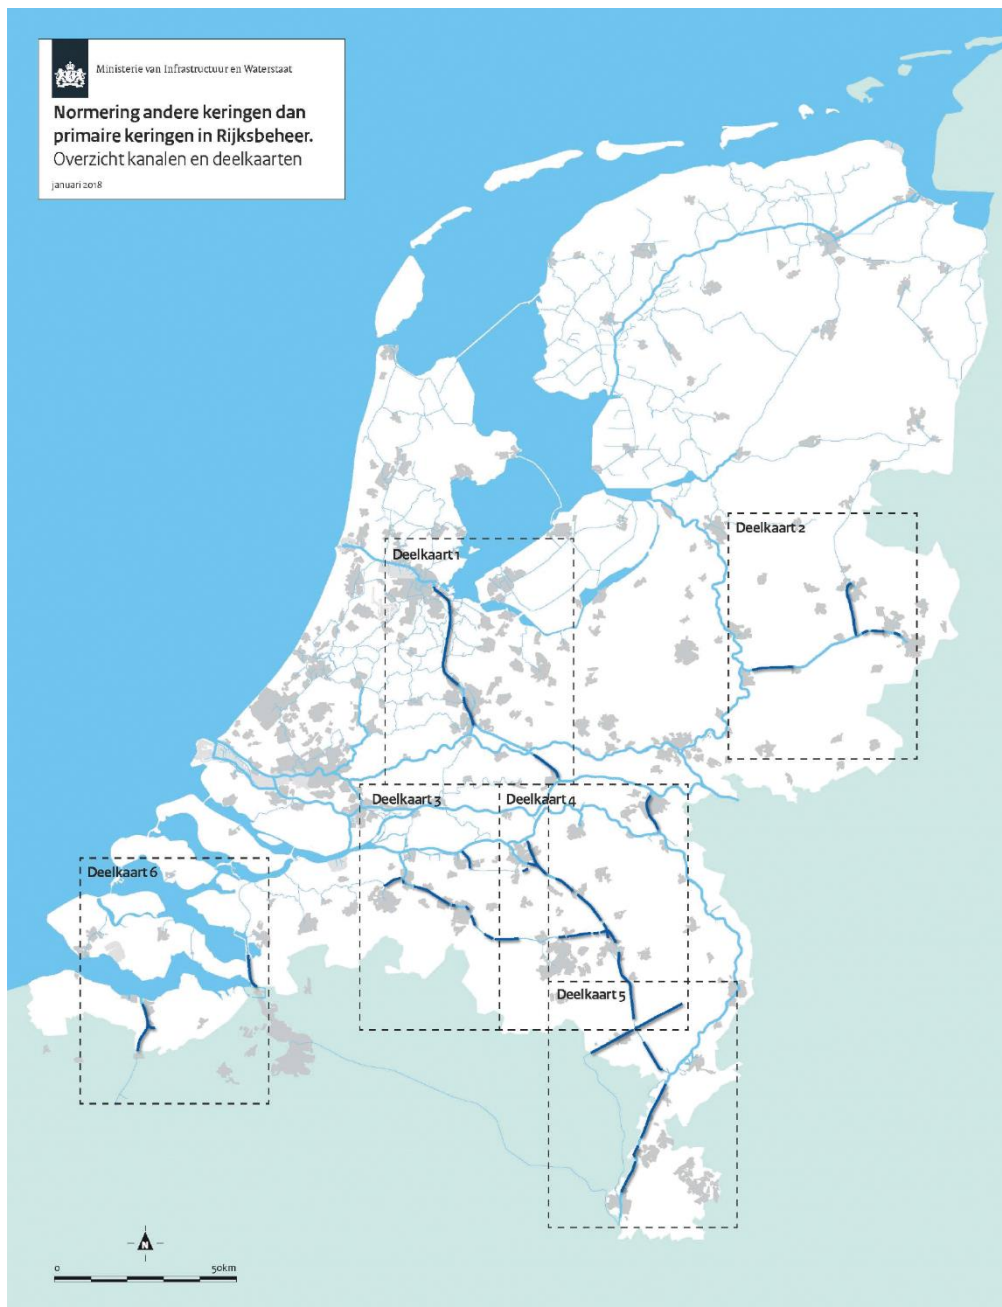 Ministerie van Infrastructuur en Waterstaat
Normering andere keringen dan
primaire keringen in Rijksbeheer.
Overzicht kanalen en deelkaarten
januari 2018
Deelkaart 2
Deelkaart 1
Deelkaart 3
Deelkaart 4
Deelkaart 6
Deelkaart 5
N
0
50km